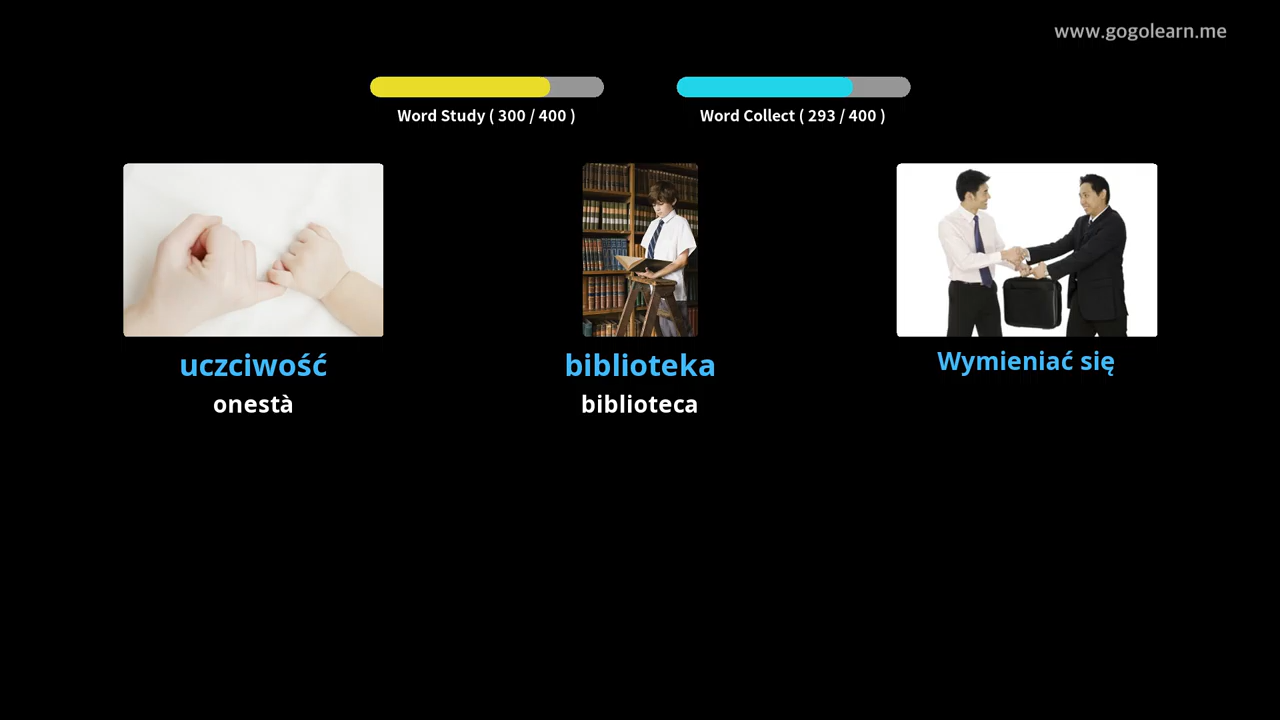 www.gogolearn.me
Word Study ( 300 / 400 )
Word Collect ( 293 / 400 )
uczciwość
onestà
biblioteka
biblioteca
Wymieniać się